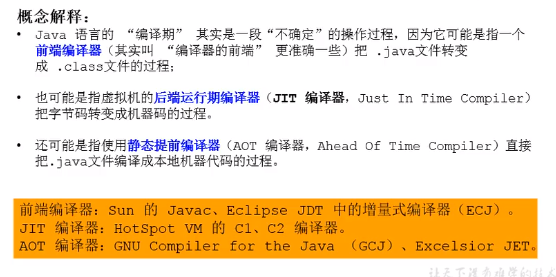 概念解释：
• Java 语言的 “编译期” 其实是一段“不确定”的操作过程，因为它可能是指一个
前端编译器（其实叫 “编译器的前端” 更准确一些）把 .java文件转变
成 .class文件的过程；
• 也可能是指虚拟机的后端运行期编译器（JIT 编译器，Just In Time Compiler）
把字节码转变成机器码的过程。
• 还可能是指使用静态提前编译器（AOT 编译器，Ahead Of Time Compiler）直接
把.java文件编译成本地机器代码的过程。
前端编译器：Sun 的 Javac、Eclipse JDT 中的增量式编译器（ECJ）。
JIT 编译器：HotSpot VM 的 C1、C2 编译器。
AOT 编译器：GNU Compiler for the Java （GCJ）、Excelsior JET。